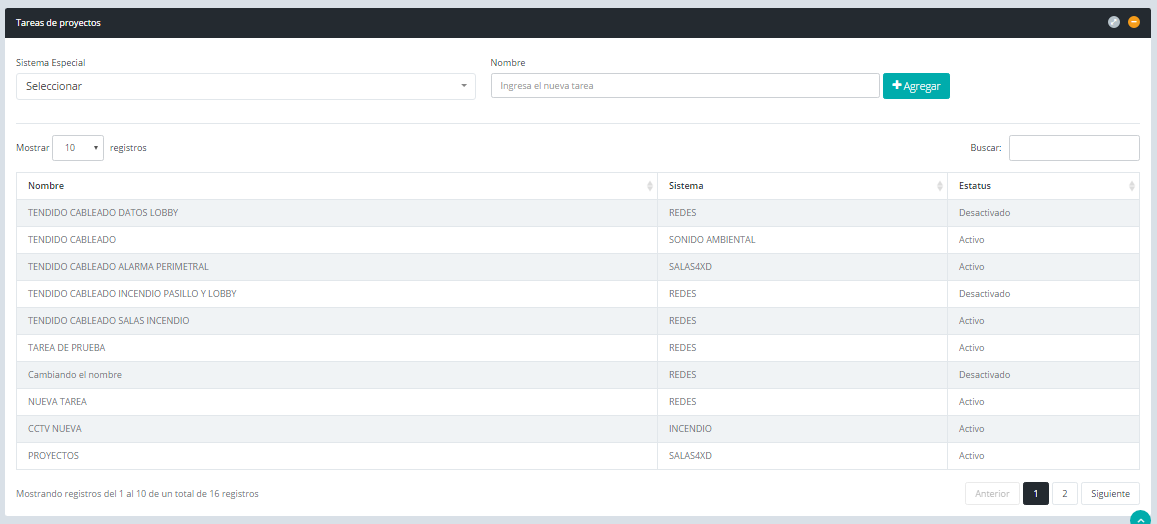 Tareas de proyectos
Sistema Especial Nombre
Seleccionar Ingresa el nueva tarea Agregar
Mostrar 10 registros Buscar:
Nombre Sistema Estatus
TENDIDO CABLEADO DATOS LOBBY REDES Desactivado
TENDIDO CABLEADO SONIDO AMBIENTAL Activo
TENDIDO CABLEADO ALARMA PERIMETRAL SALAS4XD Activo
TENDIDO CABLEADO INCENDIO PASILLO Y LOBBY REDES Desactivado
TENDIDO CABLEADO SALAS INCENDIO REDES Activo
TAREA DE PRUEBA REDES Activo
Cambiando el nombre REDES Desactivado
NUEVA TAREA REDES Activo
CCTV NUEVA INCENDIO Activo
PROYECTOS SALAS4XD Activo
Mostrando registros del 1 al 10 de un total de 16 registros Anterior 1 2 Siguiente